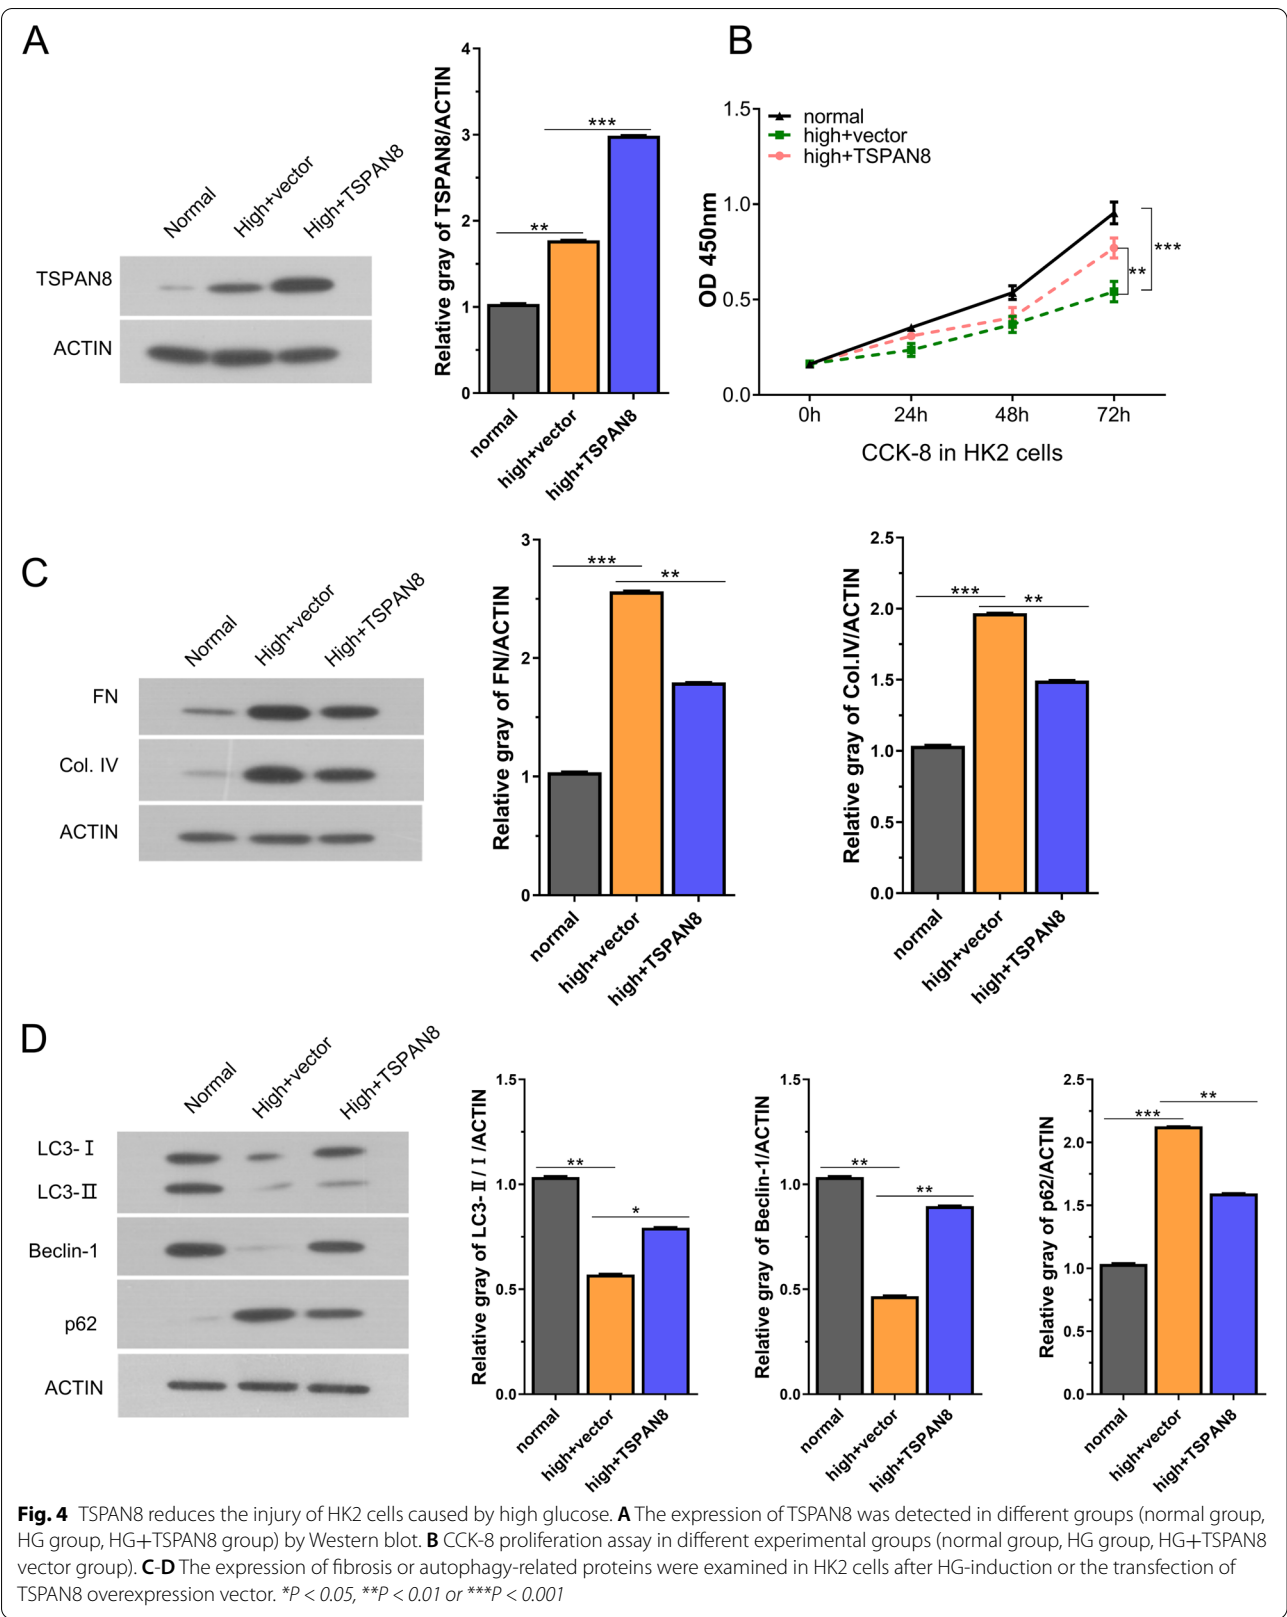 A
Normal
High+vector
High+TSPAN8
TSPAN8
ACTIN
Relative gray of TSPAN8/ACTIN
4
3
2
1
0
**
***
normal
high+vector
high+TSPAN8
B
normal
high+vector
high+TSPAN8
OD 450nm
1.5
1.0
0.5
0.0
***
**
0h 24h 48h 72h
CCK-8 in HK2 cells
C
Normal
High+vector
High+TSPAN8
FN
Col. IV
ACTIN
Relative gray of FN/ACTIN
3
2
1
0
***
**
normal
high+vector
high+TSPAN8
Relative gray of Col.IV/ACTIN
2.5
2.0
1.5
1.0
0.5
0.0
***
**
normal
high+vector
high+TSPAN8
D
Normal
High+vector
High+TSPAN8
LC3-Ⅰ
LC3-Ⅱ
Beclin-1
p62
ACTIN
Relative gray of LC3-Ⅱ/Ⅰ/ACTIN
1.5
1.0
0.5
0.0
**
*
normal
high+vector
high+TSPAN8
Relative gray of Beclin-1/ACTIN
1.5
1.0
0.5
0.0
**
**
normal
high+vector
high+TSPAN8
Relative gray of p62/ACTIN
2.5
2.0
1.5
1.0
0.5
0.0
***
**
normal
high+vector
high+TSPAN8
Fig. 4 TSPAN8 reduces the injury of HK2 cells caused by high glucose. A The expression of TSPAN8 was detected in different groups (normal group,
HG group, HG+TSPAN8 group) by Western blot. B CCK-8 proliferation assay in different experimental groups (normal group, HG group, HG+TSPAN8
vector group). C-D The expression of fibrosis or autophagy-related proteins were examined in HK2 cells after HG-induction or the transfection of
TSPAN8 overexpression vector. *P < 0.05, **P < 0.01 or ***P < 0.001